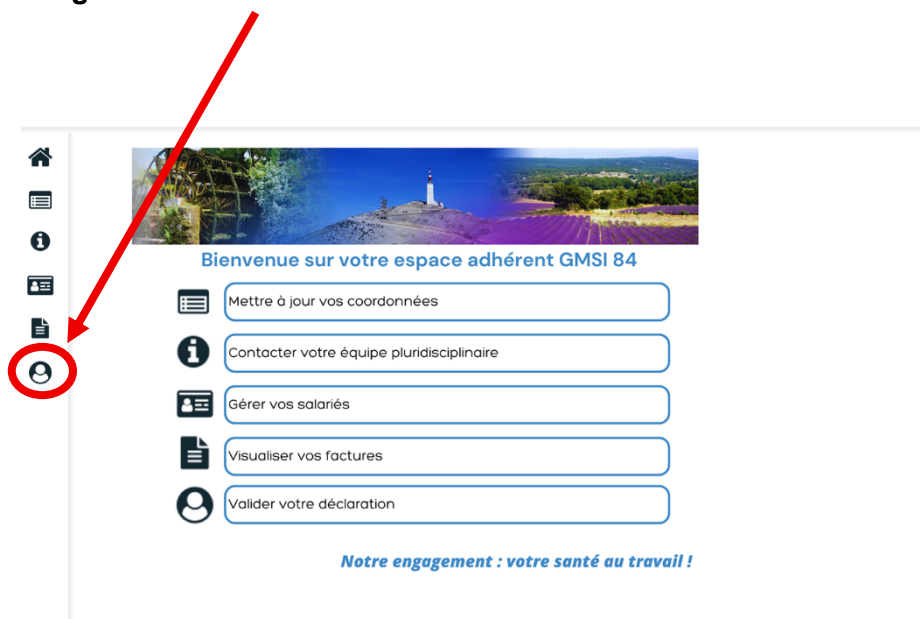 Bienvenue sur votre espace adhérent GMSI 84
Mettre à jour vos coordonnées
Contacter votre équipe pluridisciplinaire
Gérer vos salariés
Visualiser vos factures
Valider votre déclaration
Notre engagement : votre santé au travail !